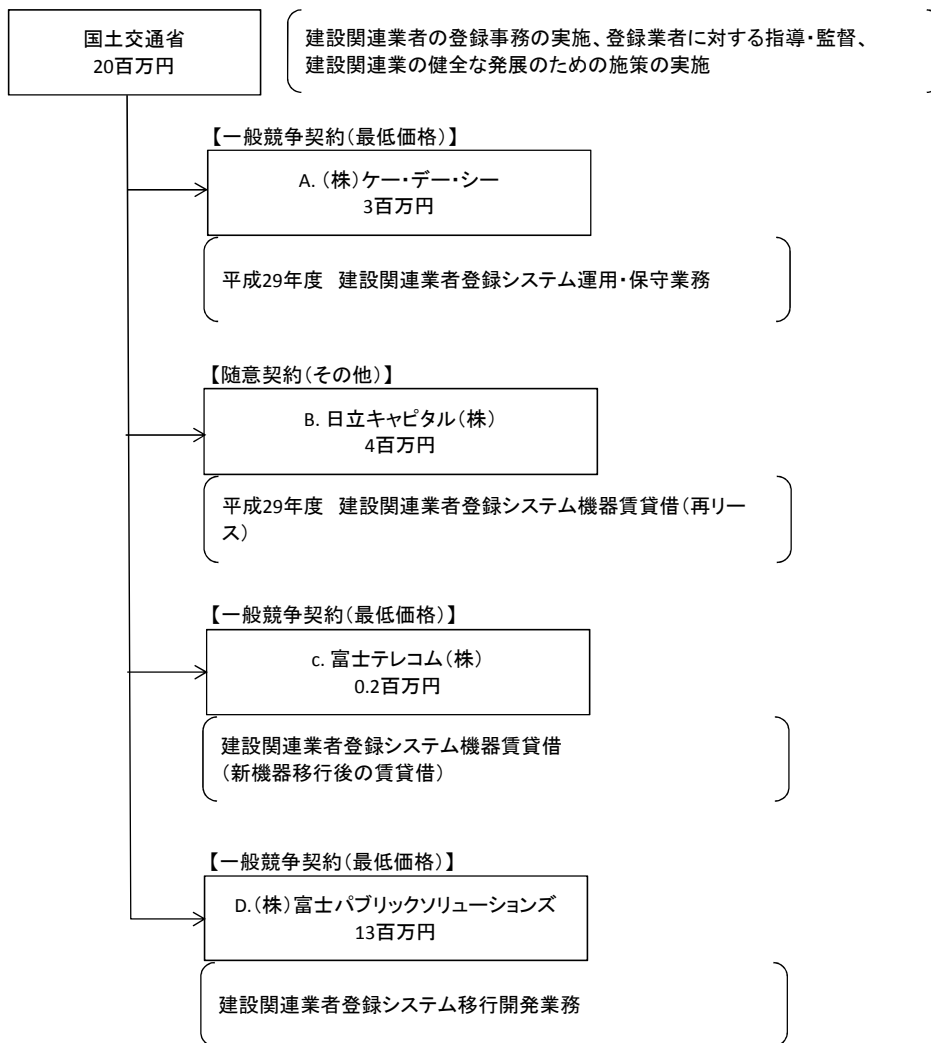 国土交通省
20百万円
建設関連業者の登録事務の実施、登録業者に対する指導・監督、
建設関連業の健全な発展のための施策の実施
【一般競争契約(最低価格)】
A. (株)ケー・デー・シー
3百万円
平成29年度　建設関連業者登録システム運用・保守業務
【随意契約(その他)】
B. 日立キャピタル(株)
4百万円
平成29年度　建設関連業者登録システム機器賃貸借(再リー
ス)
【一般競争契約(最低価格)】
c. 富士テレコム(株)
0.2百万円
建設関連業者登録システム機器賃貸借
(新機器移行後の賃貸借)
【一般競争契約(最低価格)】
D.(株)富士パブリックソリューションズ
13百万円
建設関連業者登録システム移行開発業務